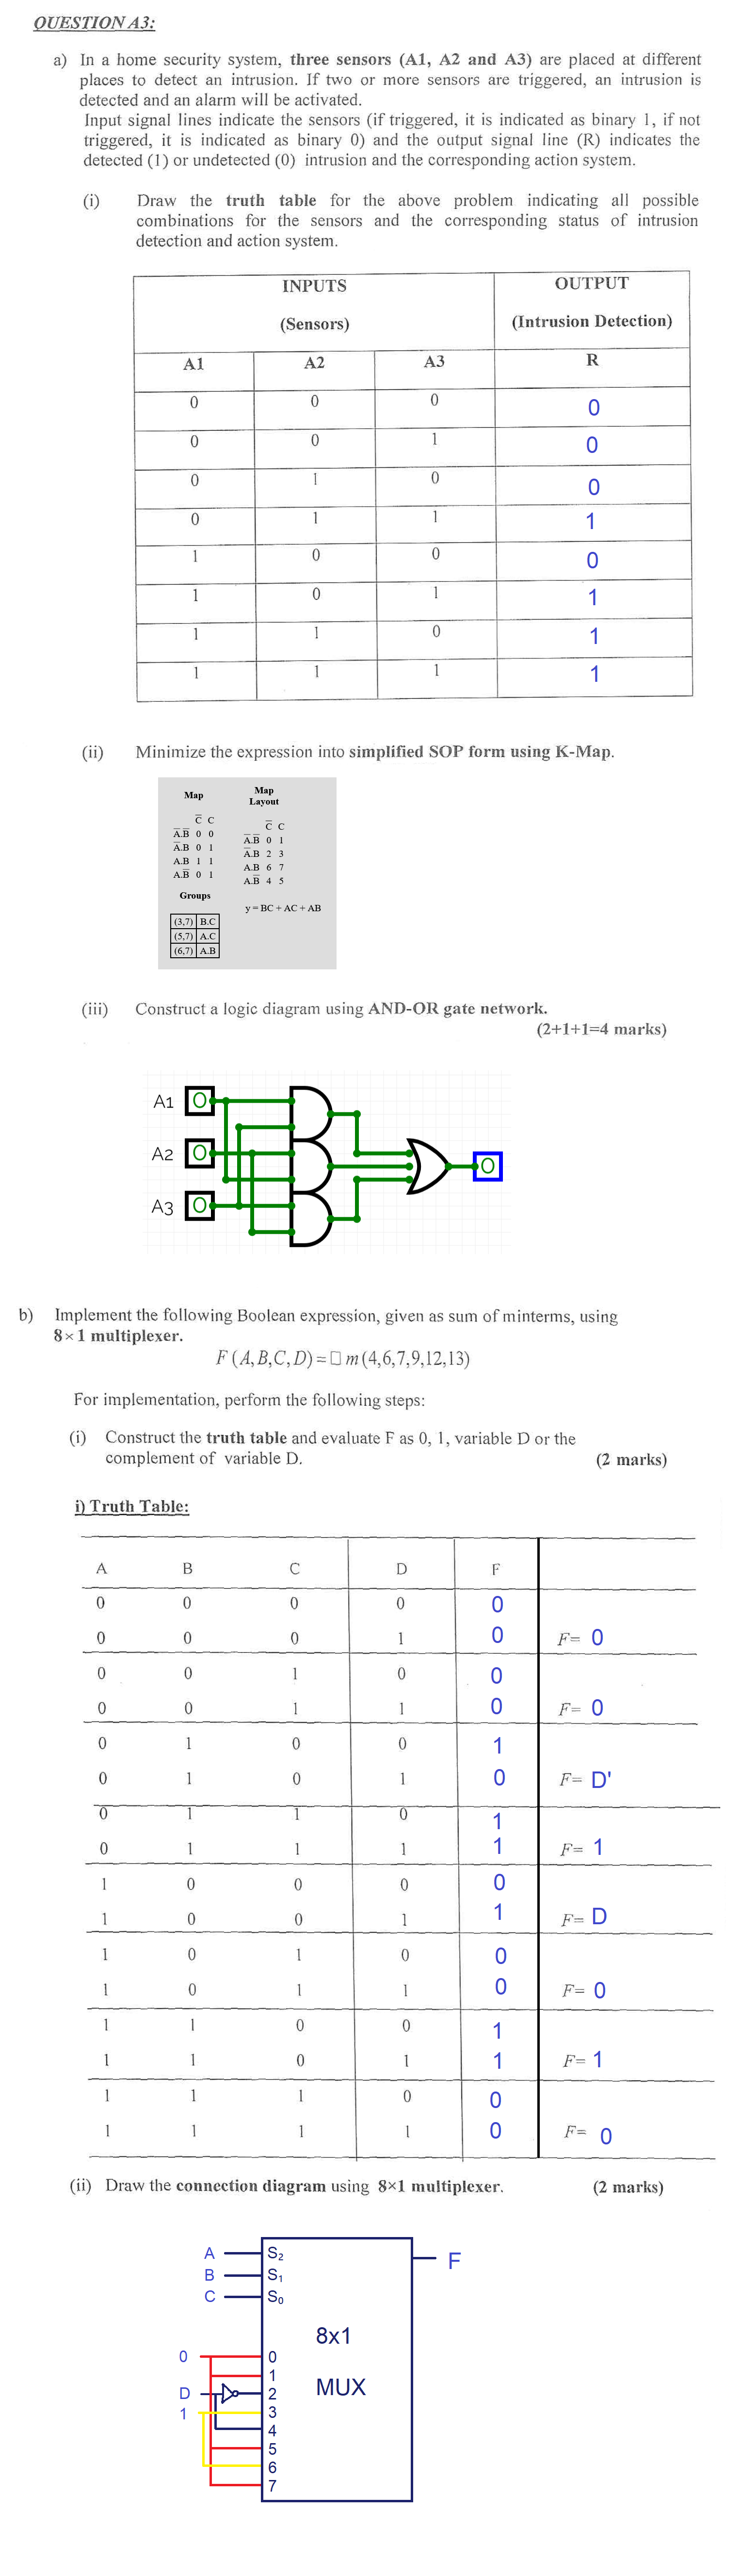 QUESTION A3:
a) In a home security system, three sensors (A1, A2 and A3) are placed at different
places to detect an intrusion. If two or more sensors are triggered, an intrusion is
detected and an alarm will be activated.
Input signal lines indicate the sensors (if triggered, it is indicated as binary 1, if not
triggered, it is indicated as binary 0) and the output signal line (R) indicates the
detected (1) or undetected (0) intrusion and the corresponding action system.
(i) Draw the truth table for the above problem indicating all possible
combinations for the sensors and the corresponding status of intrusion
detection and action system.
INPUTS OUTPUT
(Sensors) (Intrusion Detection)
A1 A2 A3 R
0 0 0 0
0 0 1 0
0 1 0 0
0 1 1 1
1 0 0 0
1 0 1 1
1 1 0 1
1 1 1 1
(ii) Minimize the expression into simplified SOP form using K-Map.
Map Map
Layout
C̅ C C̅ C
A̅.B̅ 0 0 A̅.B̅ 0 1
A̅.B 0 1 A̅.B 2 3
A.B 1 1 A.B 6 7
A.B̅ 0 1 A.B̅ 4 5
Groups
y = BC + AC + AB
(3,7) B.C
(5,7) A.C
(6,7) A.B
(iii) Construct a logic diagram using AND-OR gate network.
(2+1+1=4 marks)
A1 0
A2 0 0
A3 0
b) Implement the following Boolean expression, given as sum of minterms, using
8×1 multiplexer.
F (A,B,C,D)=□ m(4,6,7,9,12,13)
For implementation, perform the following steps:
(i) Construct the truth table and evaluate F as 0, 1, variable D or the
complement of variable D. (2 marks)
i) Truth Table:
A B C D F
0 0 0 0 0
0 0 0 1 0 F= 0
0 0 1 0 0
0 0 1 1 0 F= 0
0 1 0 0 1
0 1 0 1 0 F= D'
0 1 1 0 1
0 1 1 1 1 F= 1
1 0 0 0 0
1 0 0 1 1 F= D
1 0 1 0 0
1 0 1 1 0 F= 0
1 1 0 0 1
1 1 0 1 1 F= 1
1 1 1 0 0
1 1 1 1 0 F= 0
(ii) Draw the connection diagram using 8×1 multiplexer. (2 marks)
A S₂ F
B S₁
C S₀
8x1
0 0
1
MUX
D 2
1 3
4
5
6
7